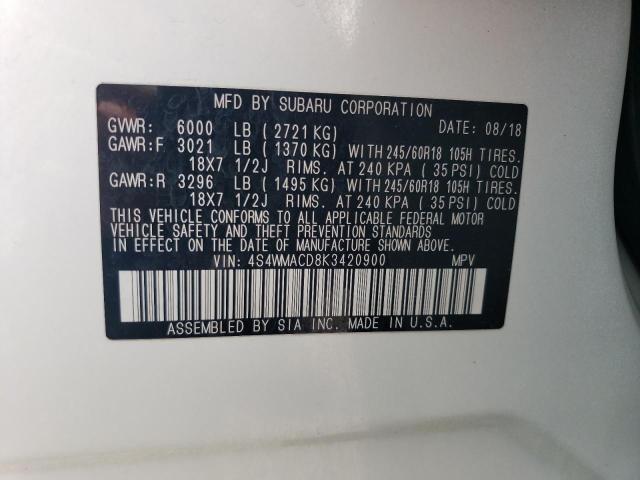 MFD BY SUBARU CORPORATION
GVWR: 6000 LB ( 2721 KG) DATE: 08/18
GAWR:F 3021 LB ( 1370 KG) WITH 245/60R18 105H TIRES.
18X7 1/2J RIMS. AT 240 KPA ( 35 PSI) COLD
GAWR:R 3296 LB ( 1495 KG) WITH 245/60R18 105H TIRES.
18X7 1/2J RIMS. AT 240 KPA ( 35 PSI) COLD
THIS VEHICLE CONFORMS TO ALL APPLICABLE FEDERAL MOTOR
VEHICLE SAFETY AND THEFT PREVENTION STANDARDS
IN EFFECT ON THE DATE OF MANUFACTURE SHOWN ABOVE.
VIN: 4S4WMACD8K3420900 MPV
ASSEMBLED BY SIA INC. MADE IN U.S.A.